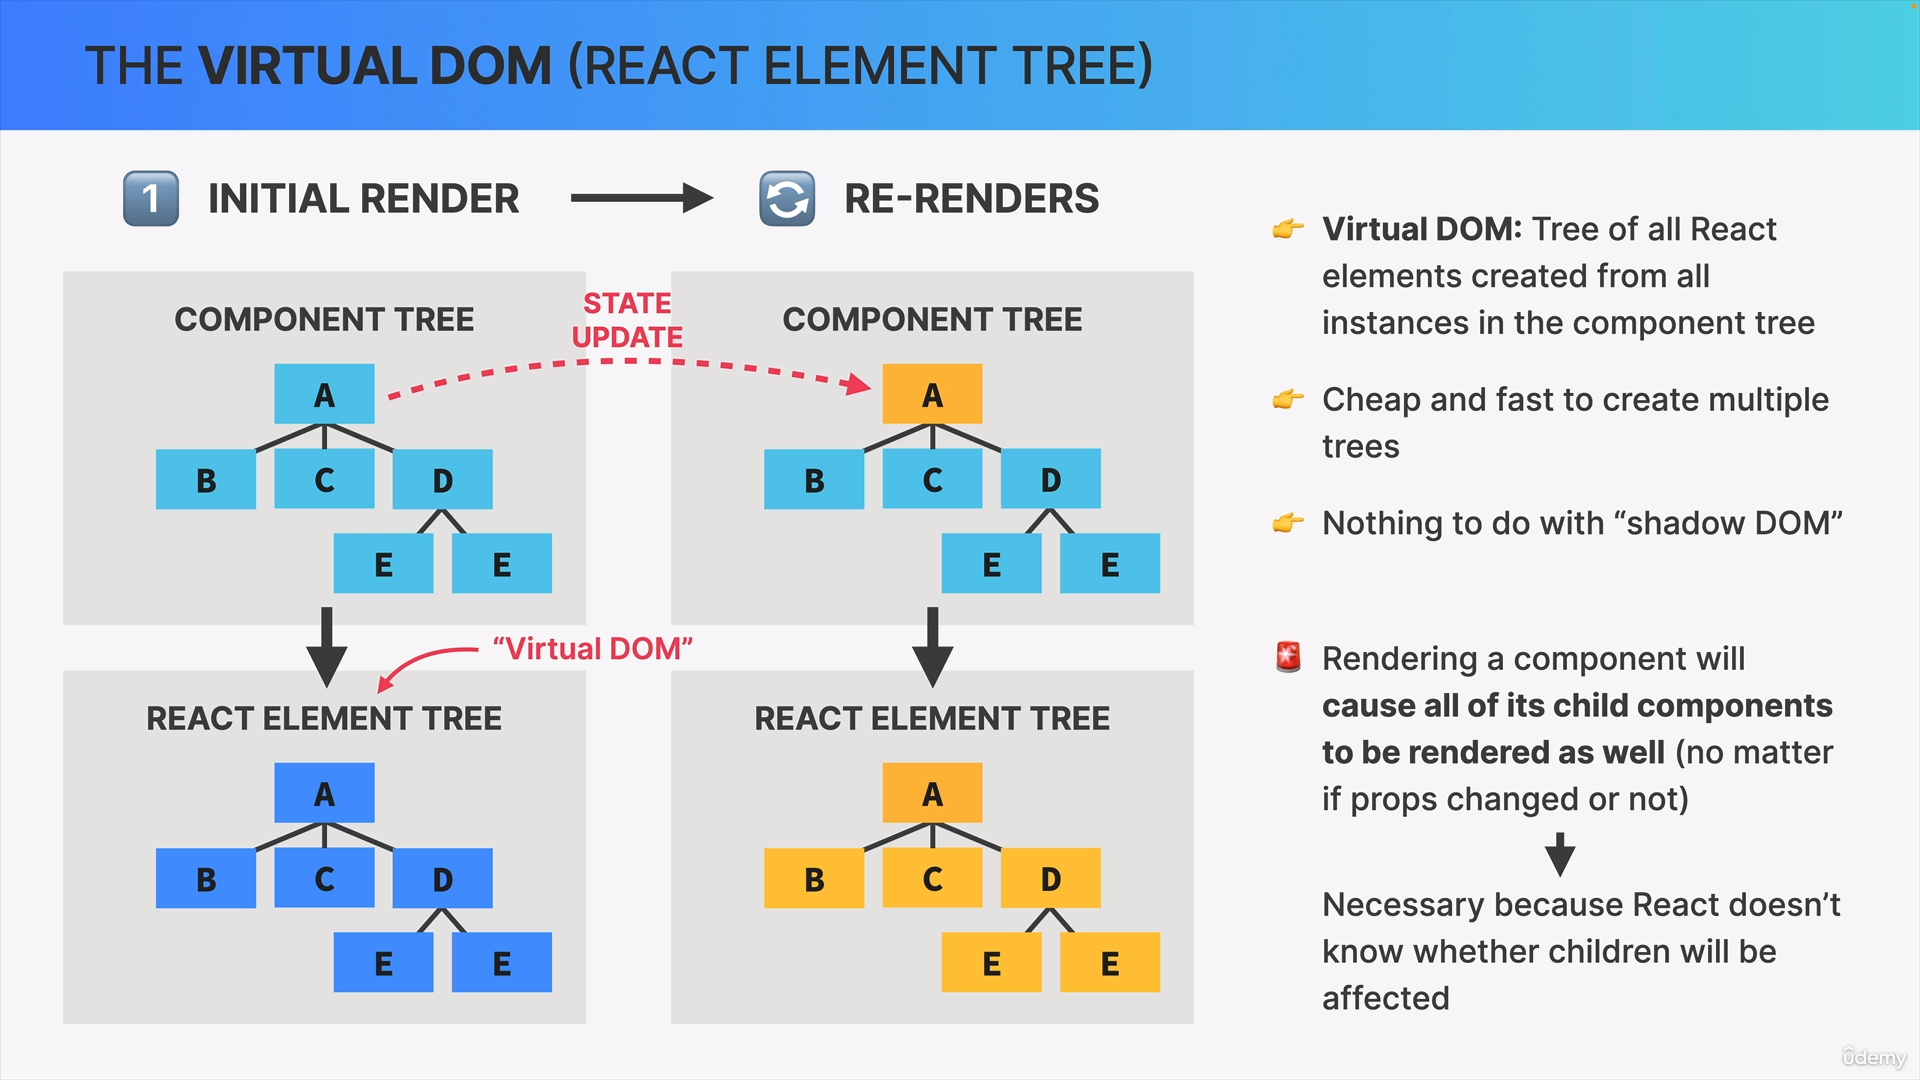 THE VIRTUAL DOM (REACT ELEMENT TREE)
1 INITIAL RENDER
RE-RENDERS
COMPONENT TREE
A
B C D
E E
STATE
UPDATE
COMPONENT TREE
A
B C D
E E
“Virtual DOM”
REACT ELEMENT TREE
A
B C D
E E
REACT ELEMENT TREE
A
B C D
E E
Virtual DOM: Tree of all React
elements created from all
instances in the component tree
Cheap and fast to create multiple
trees
Nothing to do with “shadow DOM”
Rendering a component will
cause all of its child components
to be rendered as well (no matter
if props changed or not)
Necessary because React doesn’t
know whether children will be
affected
ûdemy